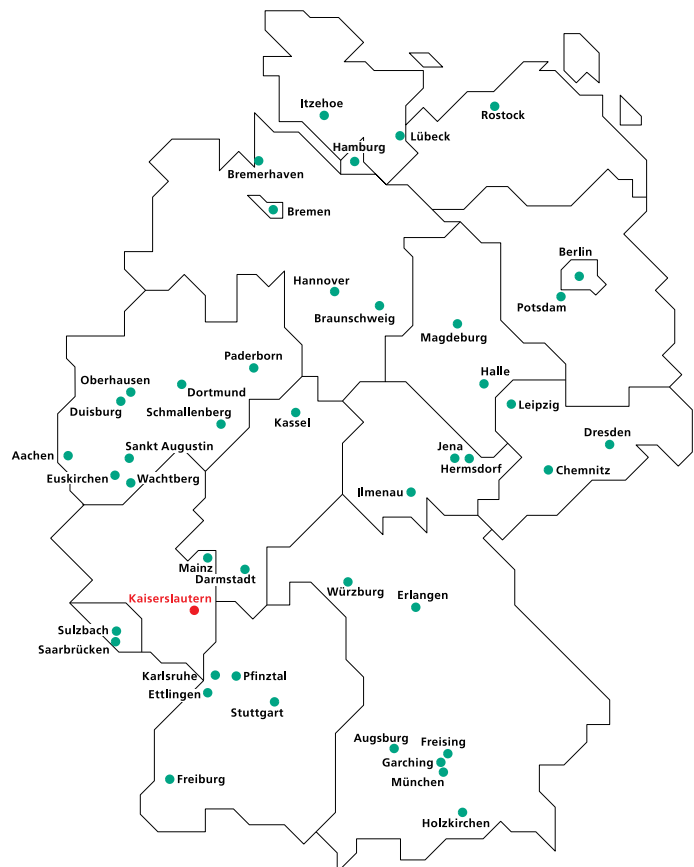 Itzehoe
Rostock
Lübeck
Hamburg
Bremerhaven
Bremen
Berlin
Hannover
Potsdam
Braunschweig
Magdeburg
Paderborn
Oberhausen
Halle
Dortmund
Duisburg
Leipzig
Schmallenberg
Kassel
Dresden
Sankt Augustin
Jena
Aachen
Hermsdorf
Chemnitz
Euskirchen
Wachtberg
Ilmenau
Mainz
Darmstadt
Würzburg
Kaiserslautern
Erlangen
Sulzbach
Saarbrücken
Karlsruhe
Pfinztal
Ettlingen
Stuttgart
Augsburg
Freising
Garching
Freiburg
München
Holzkirchen